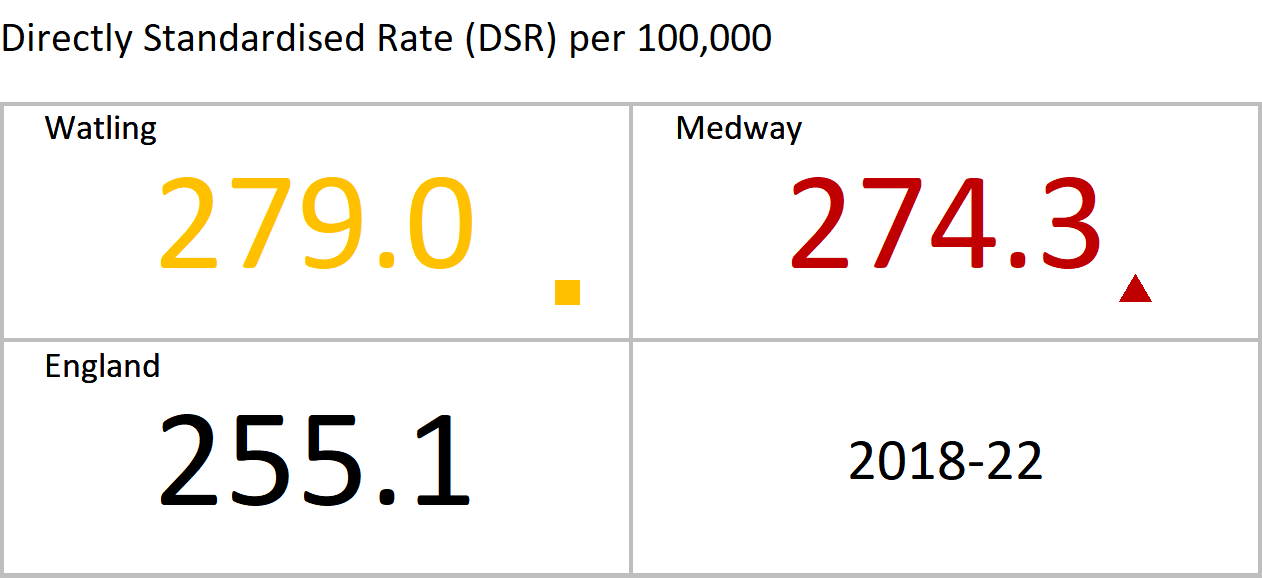 Directly Standardised Rate (DSR) per 100,000
Watling
279.0
Medway
274.3
England
255.1
2018-22